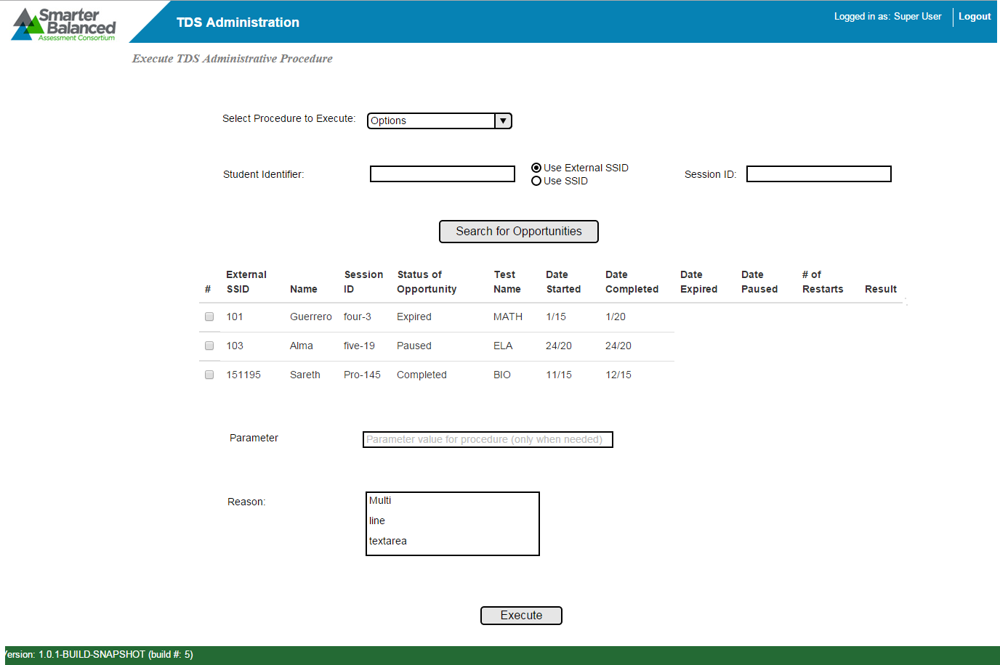 Smarter
Balanced
Assessment Consortium
TDS Administration
Logged in as: Super User
Logout
Execute TDS Administrative Procedure
Select Procedure to Execute: Options
Student Identifier:
Use External SSID
Use SSID
Session ID:
Search for Opportunities
# External SSID Name Session ID Status of Opportunity Test Name Date Started Date Completed Date Expired Date Paused # of Restarts Result
101 Guerrero four-3 Expired MATH 1/15 1/20
103 Alma five-19 Paused ELA 24/20 24/20
151195 Sareth Pro-145 Completed BIO 11/15 12/15
Parameter Parameter value for procedure (only when needed)
Reason: Multi
line
textarea
Execute
Version: 1.0.1-BUILD-SNAPSHOT (build #: 5)